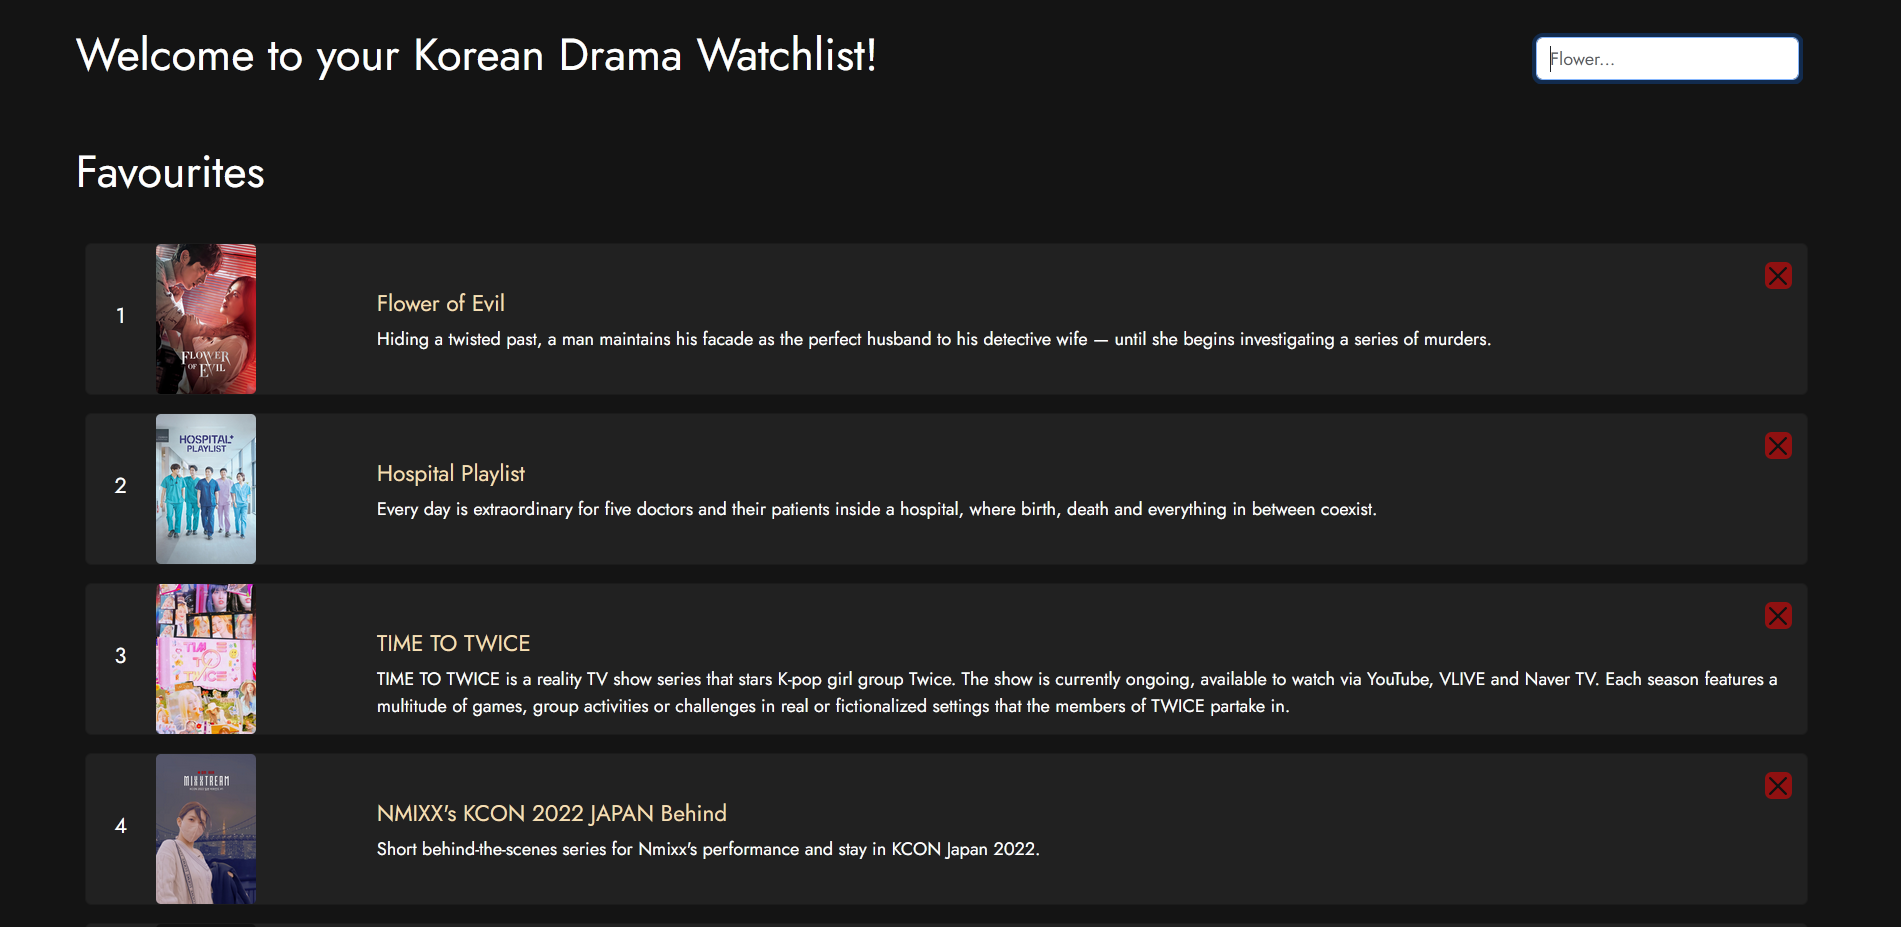 Welcome to your Korean Drama Watchlist!
Flower...
Favourites
1
FLOWER
OF EVIL
Flower of Evil
Hiding a twisted past, a man maintains his facade as the perfect husband to his detective wife — until she begins investigating a series of murders.
2
HOSPITAL
PLAYLIST
Hospital Playlist
Every day is extraordinary for five doctors and their patients inside a hospital, where birth, death and everything in between coexist.
3
TIME
TO
TWICE
TIME TO TWICE
TIME TO TWICE is a reality TV show series that stars K-pop girl group Twice. The show is currently ongoing, available to watch via YouTube, VLIVE and Naver TV. Each season features a
multitude of games, group activities or challenges in real or fictionalized settings that the members of TWICE partake in.
4
MIXXTREAM
NMIXX's KCON 2022 JAPAN Behind
Short behind-the-scenes series for Nmixx's performance and stay in KCON Japan 2022.